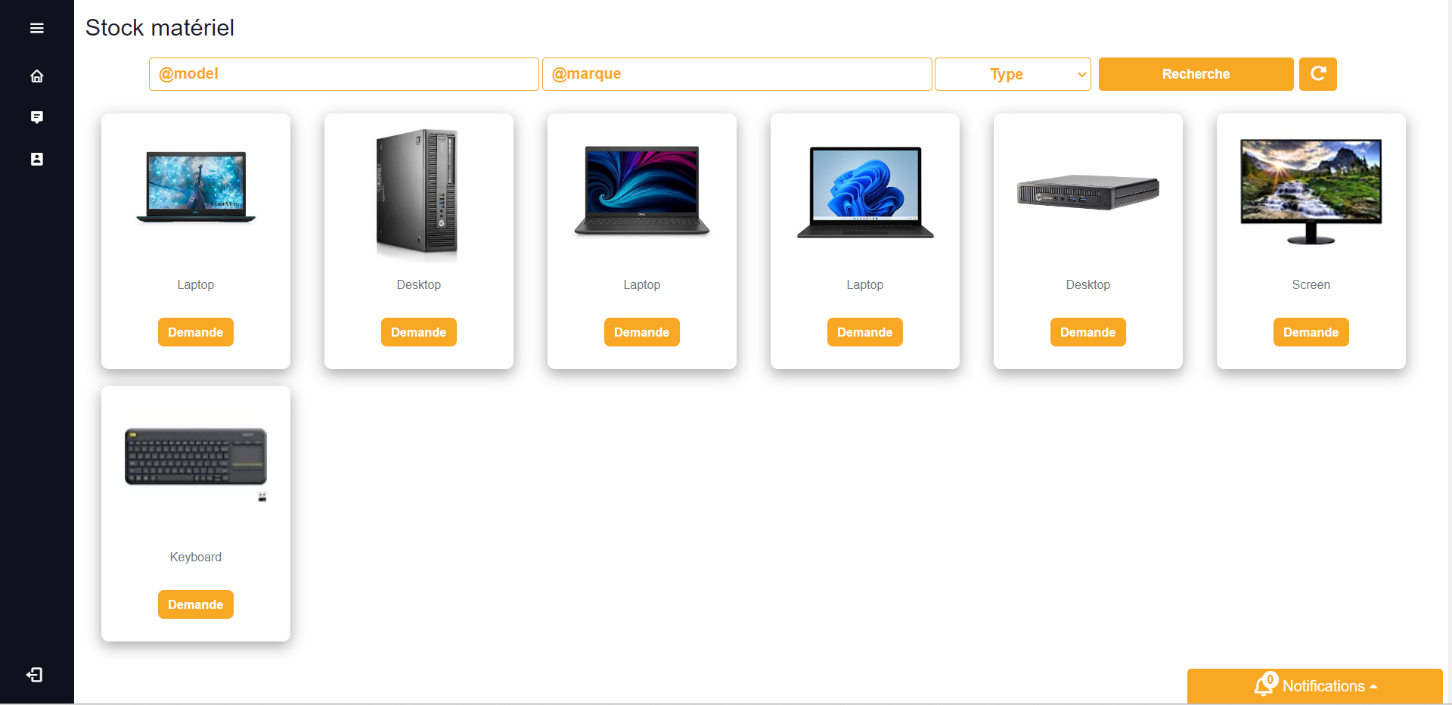 Stock matériel
@model
@marque
Type
Recherche
Laptop
Desktop
Laptop
Laptop
Desktop
Screen
Demande
Demande
Demande
Demande
Demande
Demande
Keyboard
Demande
0
Notifications